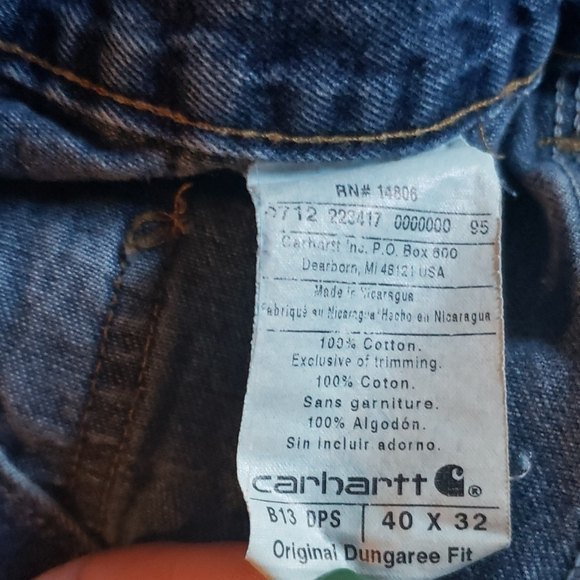 RN# 14806
0712 223417 0000000 95
Carhartt Inc. P.O. Box 600
Dearborn, MI 48121 USA
Made in Nicaragua
Fabriqué au Nicaragua/Hecho en Nicaragua
100% Cotton.
Exclusive of trimming.
100% Coton.
Sans garniture.
100% Algodón.
Sin incluir adorno.
carhartt ®
B13 DPS 40 X 32
Original Dungaree Fit